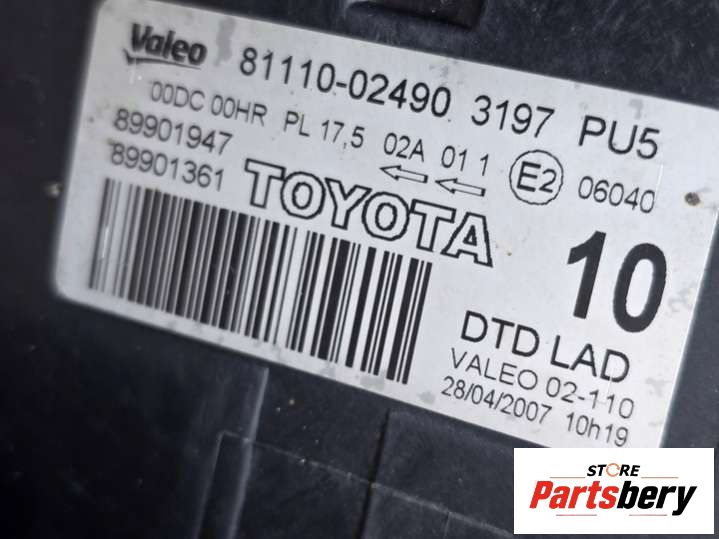 Valeo 81110-02490 3197 PU5
00DC 00HR PL 17,5 02A 01 1 E2 06040
89901947
89901361 TOYOTA
10
DTD LAD
VALEO 02-110
28/04/2007 10h19
STORE
Partsbery